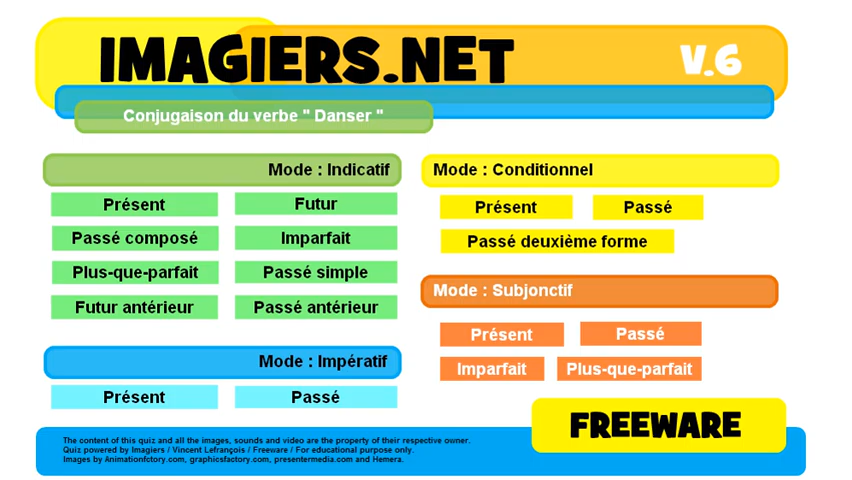 IMAGIERS.NET
V.6
Conjugaison du verbe " Danser "
Mode : Indicatif
Présent
Futur
Passé composé
Imparfait
Plus-que-parfait
Passé simple
Futur antérieur
Passé antérieur
Mode : Impératif
Présent
Passé
Mode : Conditionnel
Présent
Passé
Passé deuxième forme
Mode : Subjonctif
Présent
Passé
Imparfait
Plus-que-parfait
FREEWARE
The content of this quiz and all the images, sounds and video are the property of their respective owner.
Quiz powered by Imagiers / Vincent Lefrançois / Freeware / For educational purpose only.
Images by Animationfctory.com, graphicsfactory.com, presentermedia.com and Hemera.